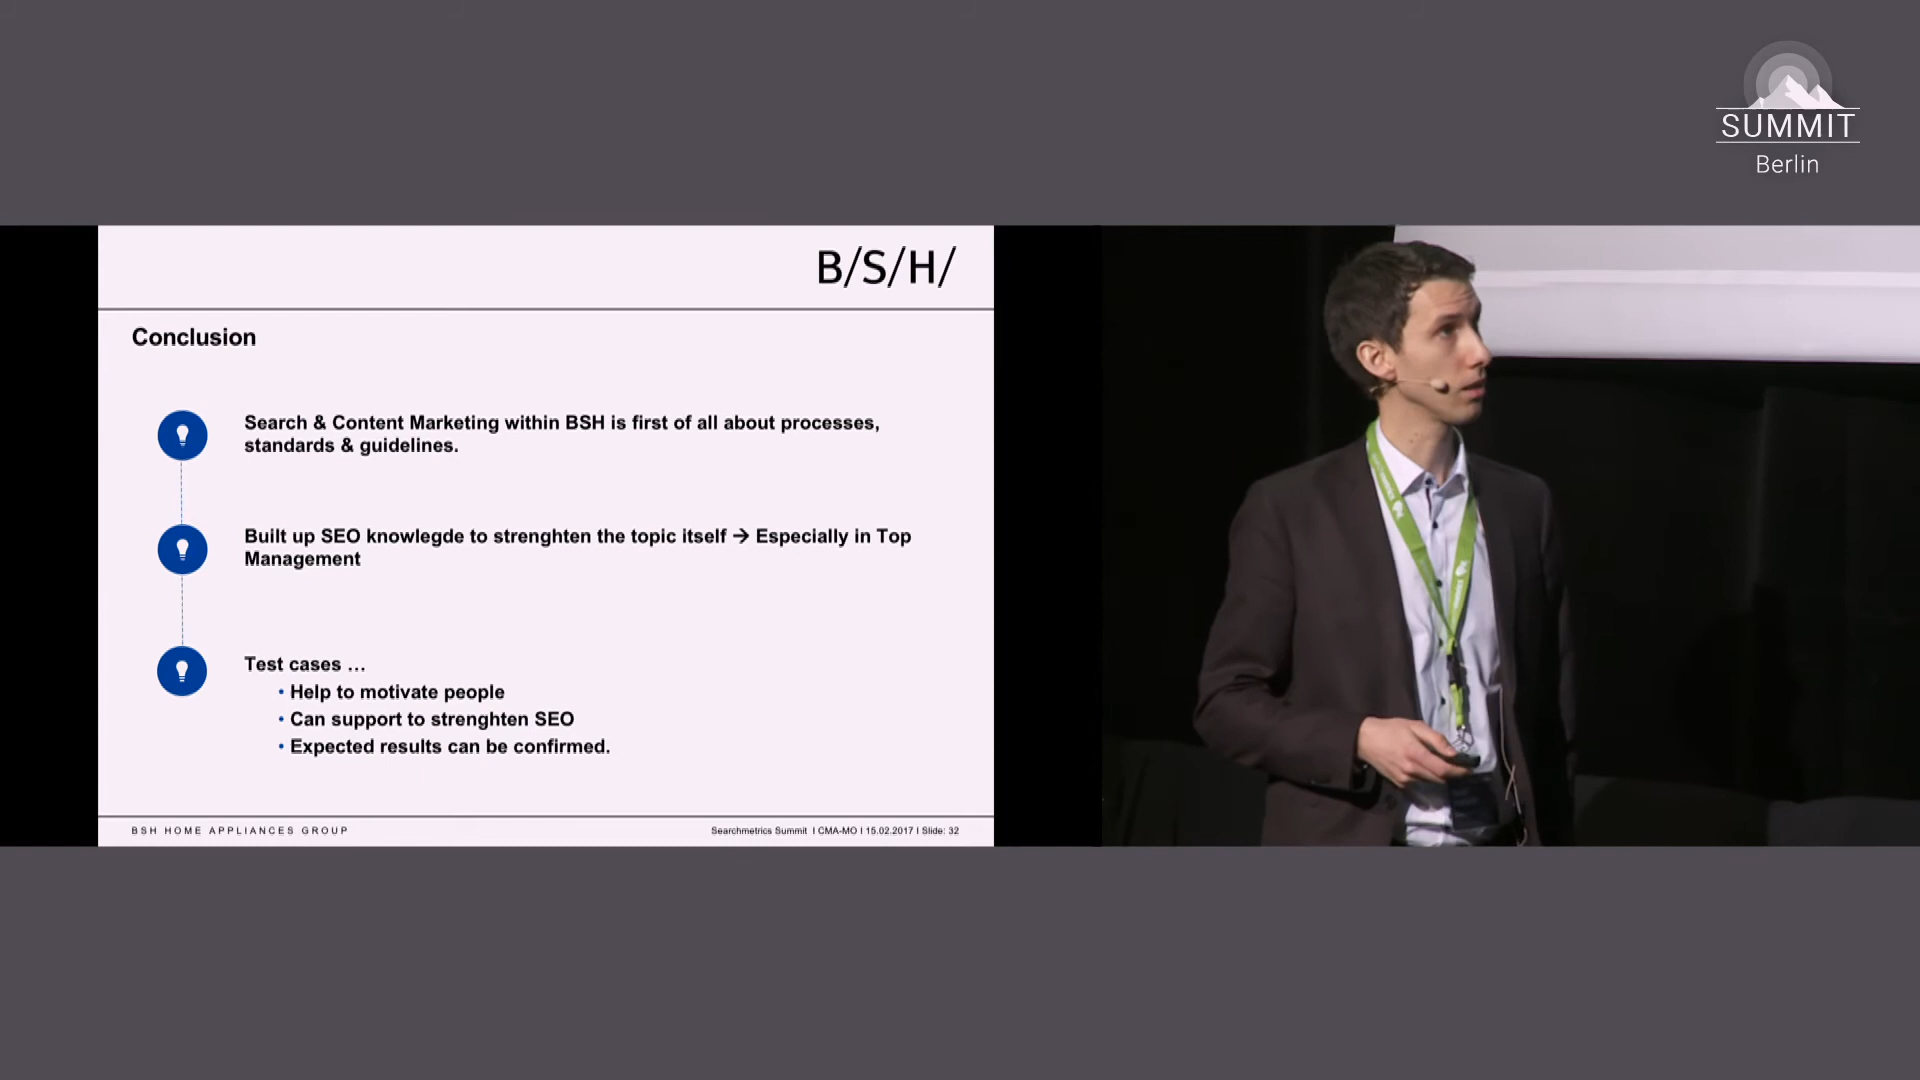 SUMMIT
Berlin
B/S/H/
Conclusion
Search & Content Marketing within BSH is first of all about processes,
standards & guidelines.
Built up SEO knowlegde to strenghten the topic itself → Especially in Top
Management
Test cases …
• Help to motivate people
• Can support to strenghten SEO
• Expected results can be confirmed.
BSH HOME APPLIANCES GROUP
Searchmetrics Summit I CMA-MO I 15.02.2017 I Slide: 32